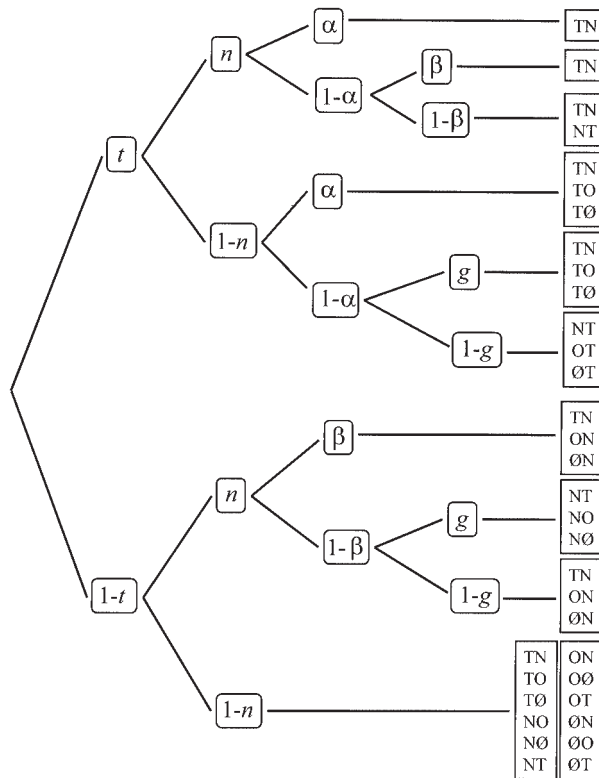 α TN
n
β TN
1-α
1-β TN
NT
t
α TN
TO
TØ
1-n
g TN
TO
TØ
1-α
1-g NT
OT
ØT
β TN
ON
ØN
n
g NT
NO
NØ
1-β
1-g TN
ON
ØN
1-t
1-n
TN ON
TO OØ
TØ OT
NO ØN
NØ ØO
NT ØT